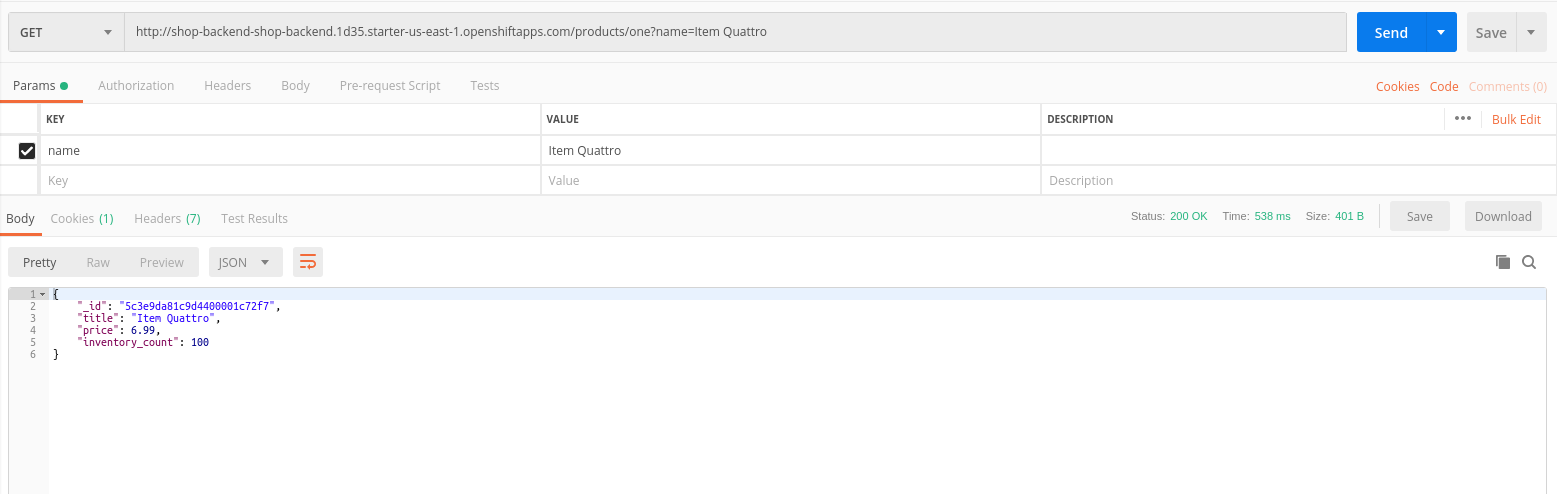 GET http://shop-backend-shop-backend.1d35.starter-us-east-1.openshiftapps.com/products/one?name=Item Quattro Send Save
Params Authorization Headers Body Pre-request Script Tests Cookies Code Comments (0)
KEY VALUE DESCRIPTION ••• Bulk Edit
name Item Quattro
Key Value Description
Body Cookies (1) Headers (7) Test Results Status: 200 OK Time: 538 ms Size: 401 B Save Download
Pretty Raw Preview JSON
1 {
2 "_id": "5c3e9da81c9d4400001c72f7",
3 "title": "Item Quattro",
4 "price": 6.99,
5 "inventory_count": 100
6 }